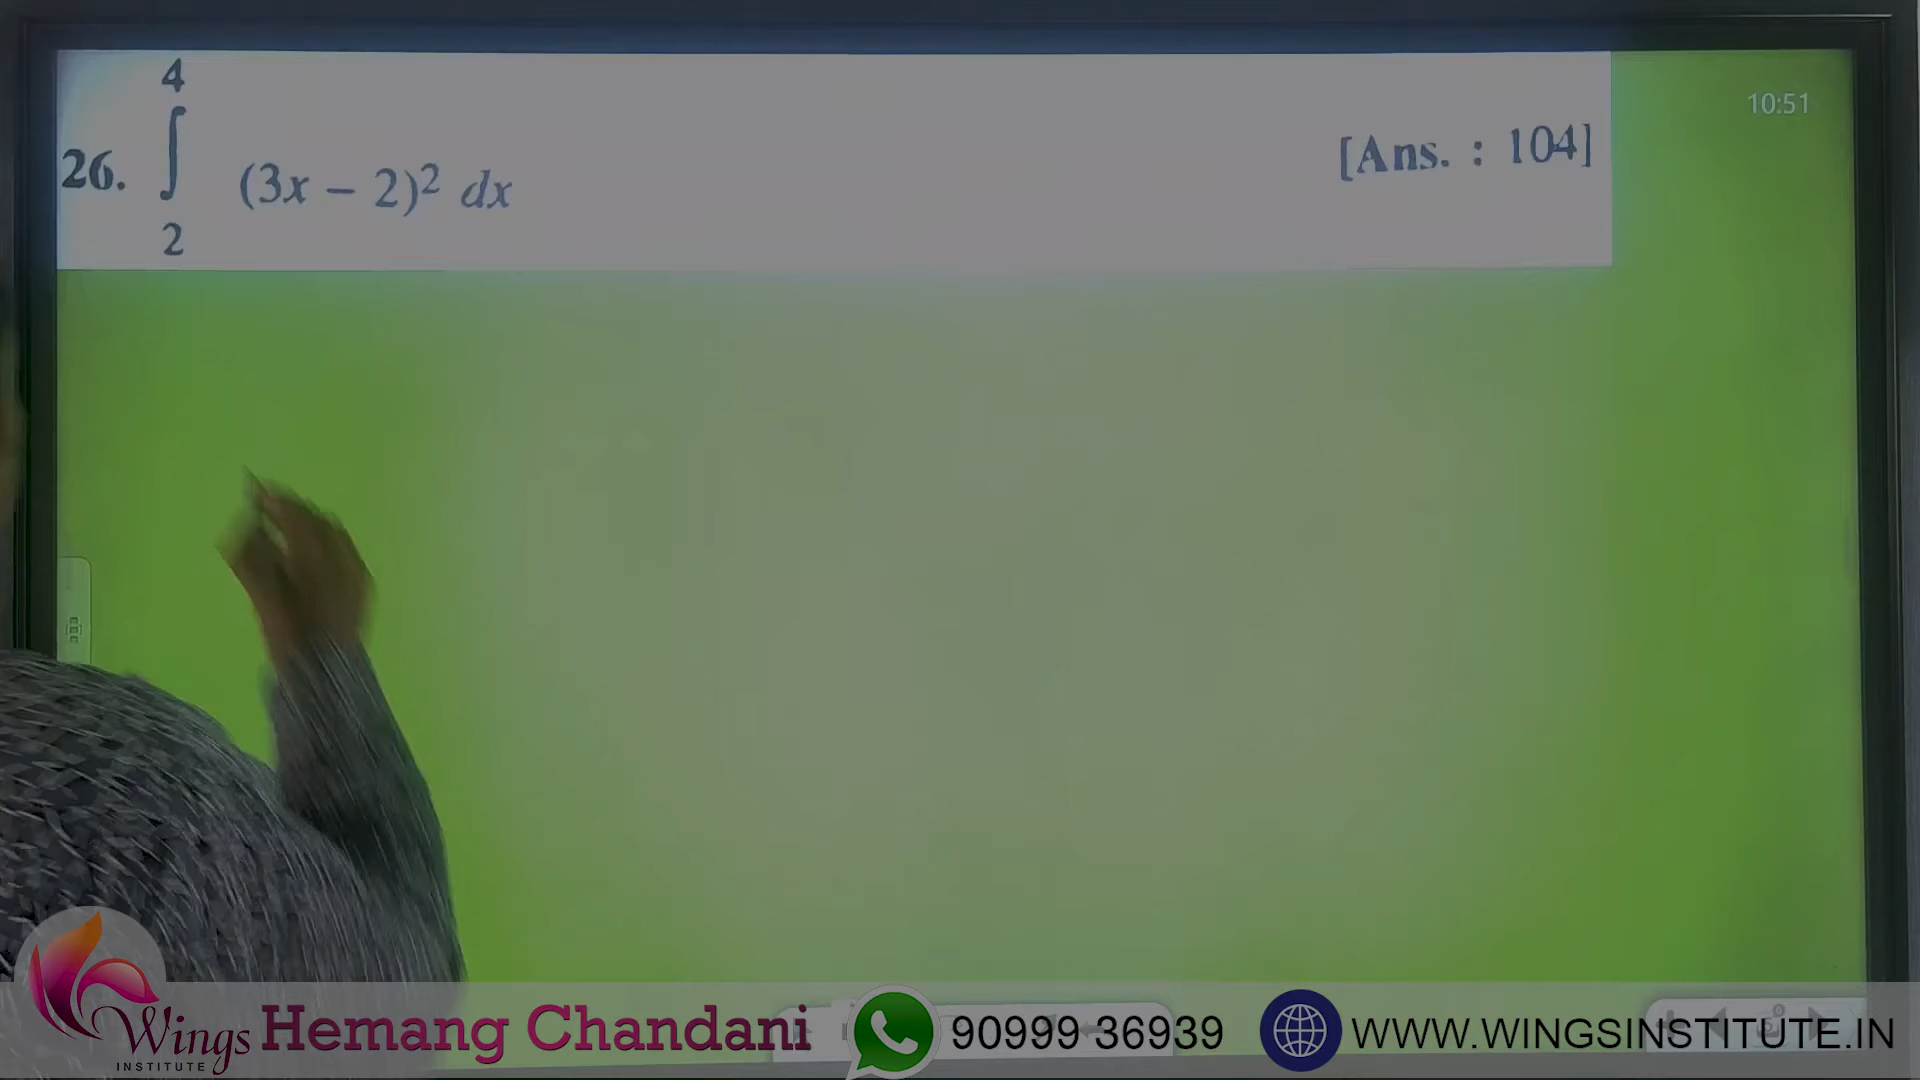 26. ∫ 4 2 (3x – 2)² dx [Ans. : 104]
10:51
Wings INSTITUTE
Hemang Chandani
90999 36939
WWW.WINGSINSTITUTE.IN